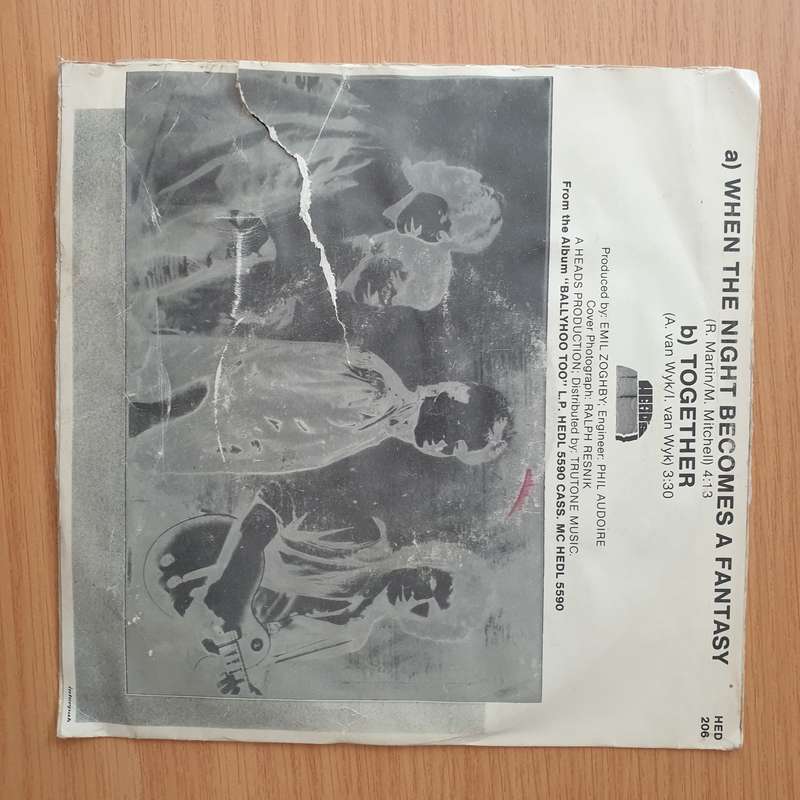 a) WHEN THE NIGHT BECOMES A FANTASY
(R. Martin/M. Mitchell) 4:13
b) TOGETHER
(A. van Wyk/I. van Wyk) 3:30
HEADS
Produced by: EMIL ZOGHBY. Engineer: PHIL AUDOIRE
Cover Photograph: RALPH RESNIK
A HEADS PRODUCTION: Distributed by: TRUTONE MUSIC.
From the Album "BALLYHOO TOO" L.P. HEDL 5590 CASS. MC HEDL 5590
HED
206